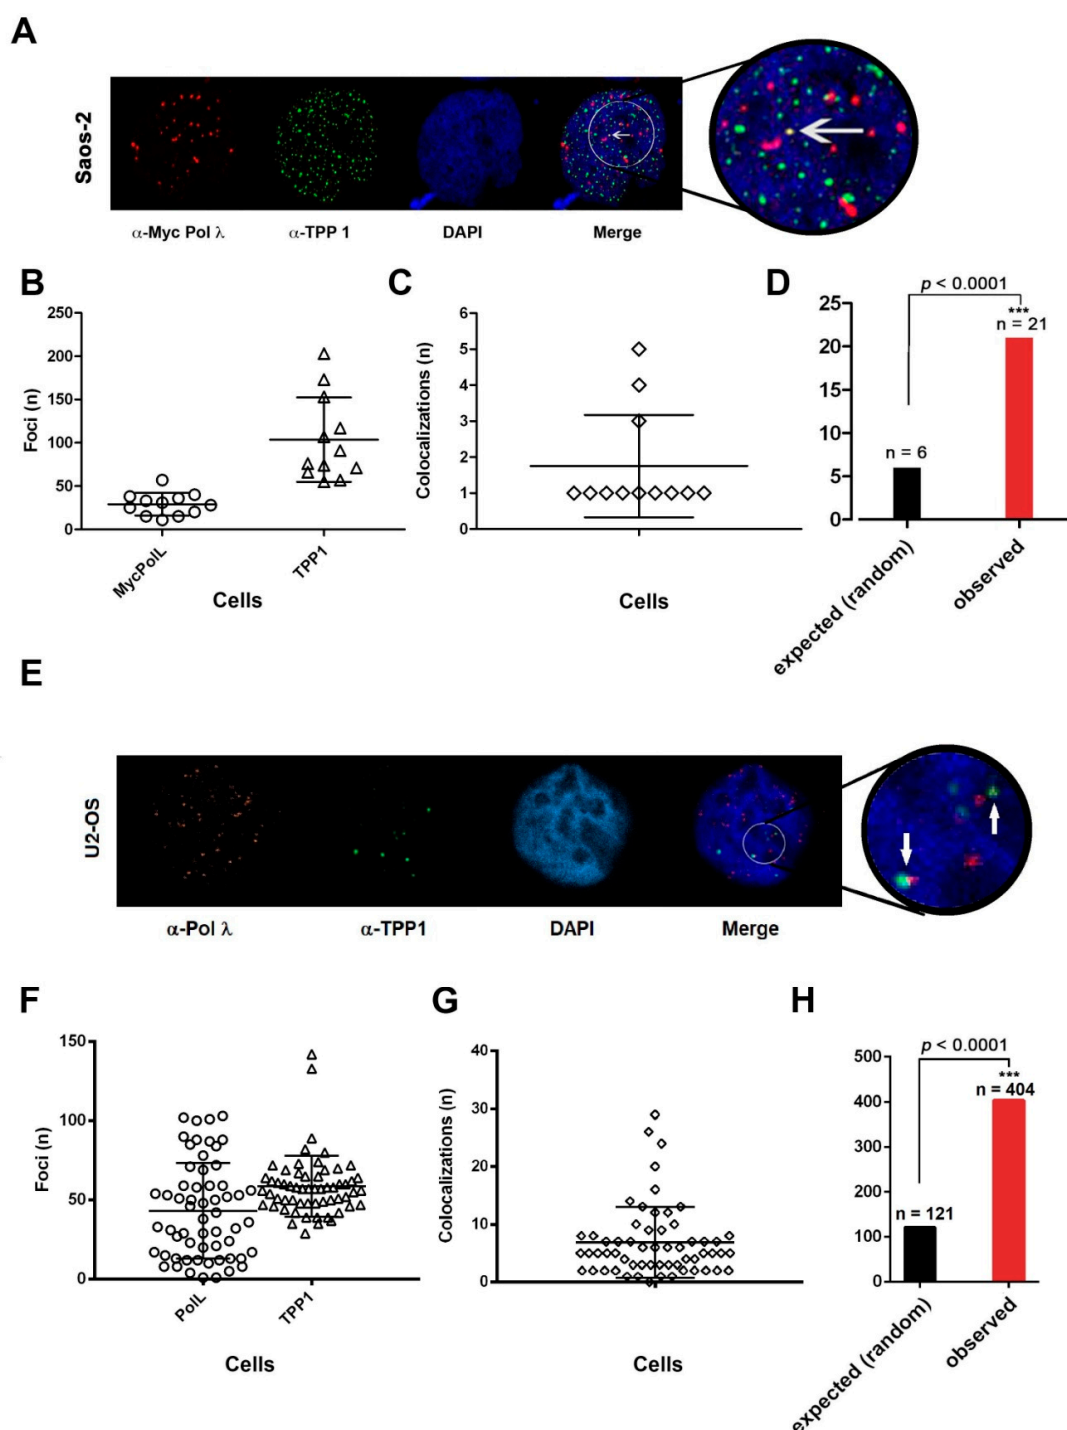 A
Saos-2
α-Myc Pol λ
α-TPP 1
DAPI
Merge
B
250
200
150
100
50
0
Foci (n)
MycPolL
TPP1
Cells
C
6
5
4
3
2
1
0
Colocalizations (n)
Cells
D
p < 0.0001
***
n = 21
n = 6
25
20
15
10
5
0
expected (random)
observed
E
U2-OS
α-Pol λ
α-TPP1
DAPI
Merge
F
150
100
50
0
Foci (n)
PolL
TPP1
Cells
G
40
30
20
10
0
Colocalizations (n)
Cells
H
p < 0.0001
***
n = 404
n = 121
500
400
300
200
100
0
expected (random)
observed